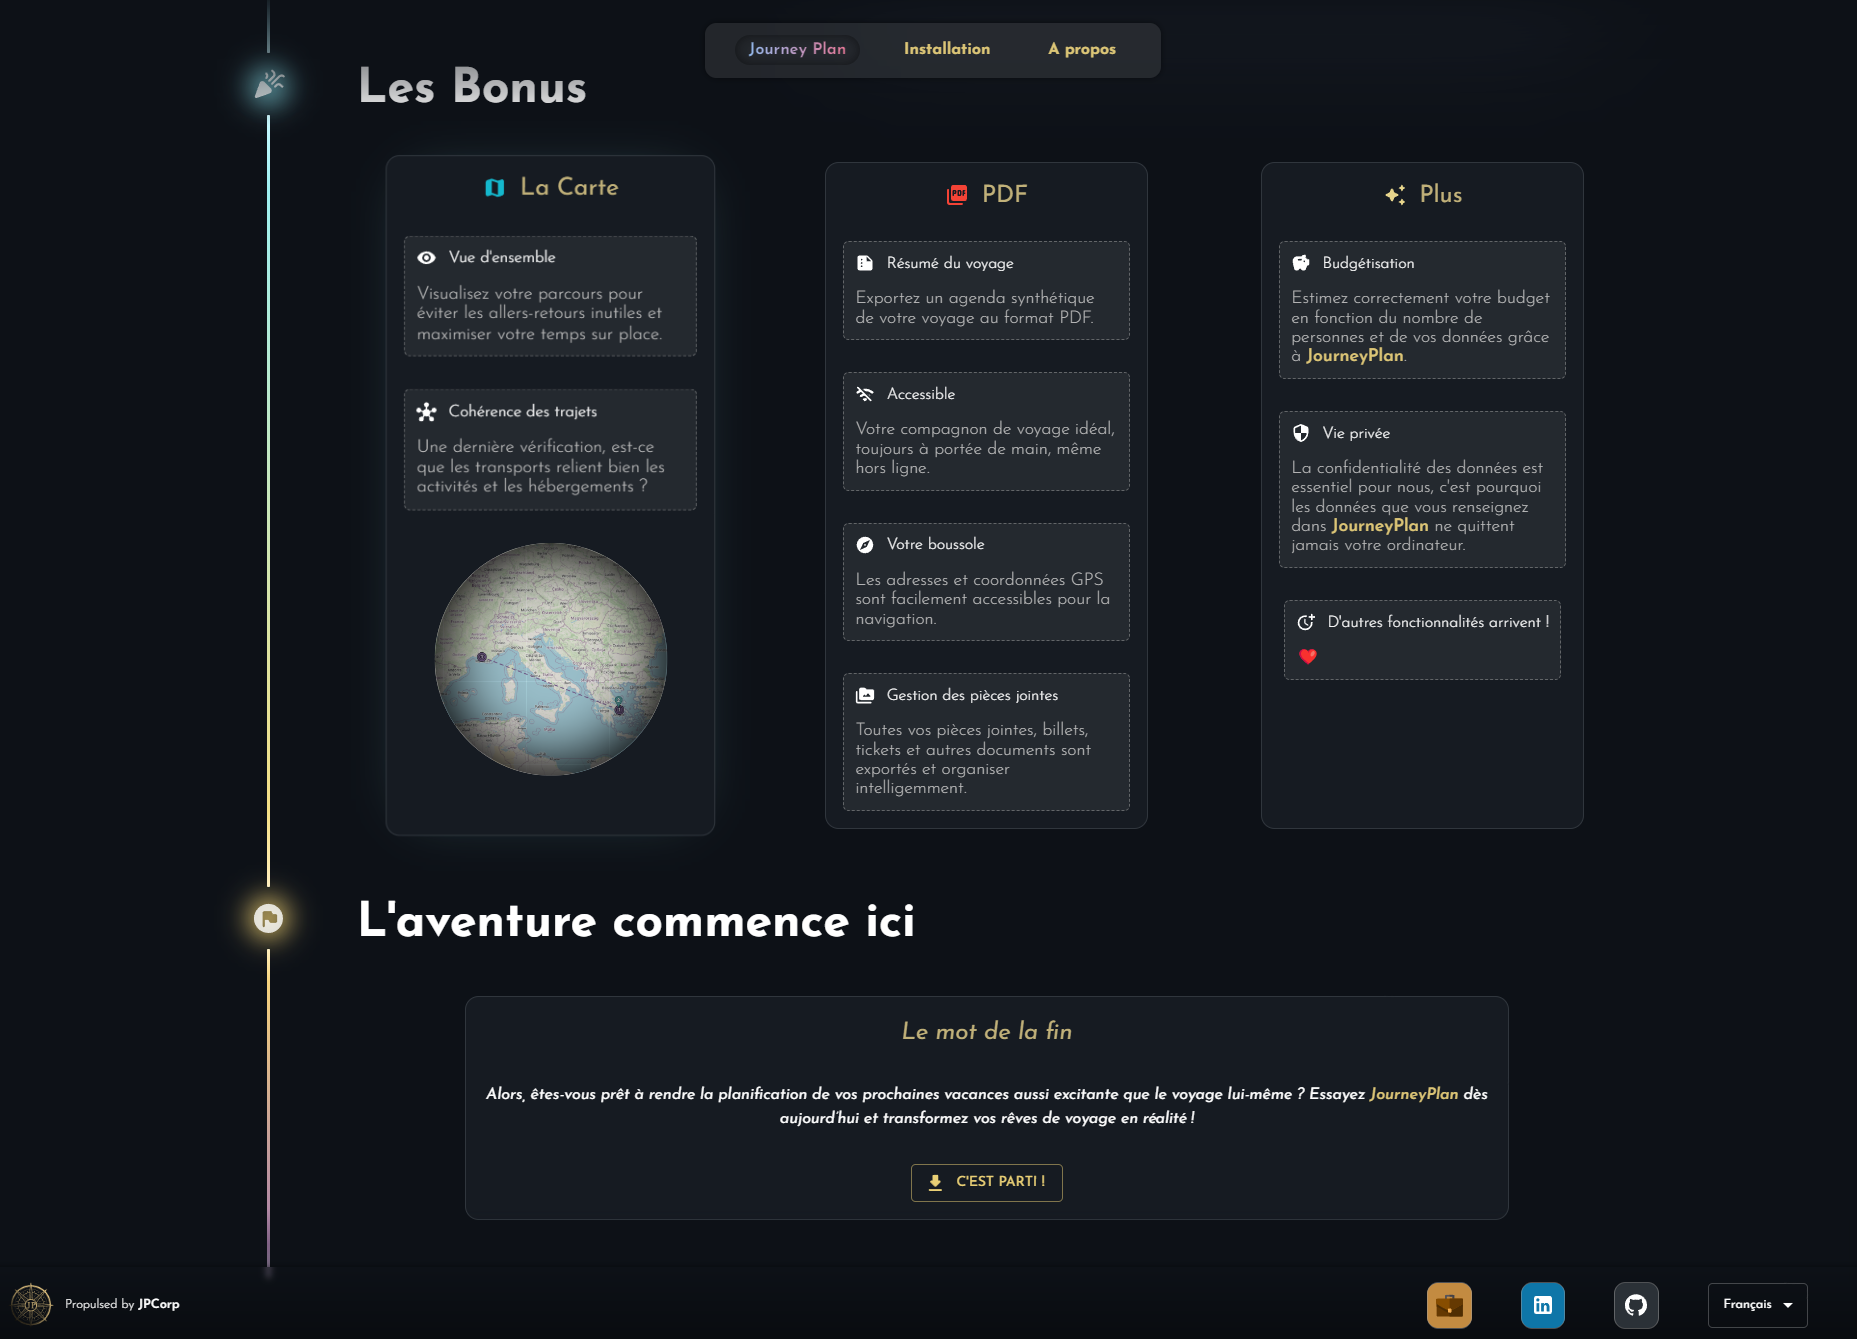 Journey Plan
Installation
A propos
Les Bonus
La Carte
Vue d'ensemble
Visualisez votre parcours pour
éviter les allers-retours inutiles et
maximiser votre temps sur place.
Cohérence des trajets
Une dernière vérification, est-ce
que les transports relient bien les
activités et les hébergements ?
PDF
Résumé du voyage
Exportez un agenda synthétique
de votre voyage au format PDF.
Accessible
Votre compagnon de voyage idéal,
toujours à portée de main, même
hors ligne.
Votre boussole
Les adresses et coordonnées GPS
sont facilement accessibles pour la
navigation.
Gestion des pièces jointes
Toutes vos pièces jointes, billets,
tickets et autres documents sont
exportés et organiser
intelligemment.
Plus
Budgétisation
Estimez correctement votre budget
en fonction du nombre de
personnes et de vos données grâce
à JourneyPlan.
Vie privée
La confidentialité des données est
essentiel pour nous, c'est pourquoi
les données que vous renseignez
dans JourneyPlan ne quittent
jamais votre ordinateur.
D'autres fonctionnalités arrivent !
L'aventure commence ici
Le mot de la fin
Alors, êtes-vous prêt à rendre la planification de vos prochaines vacances aussi excitante que le voyage lui-même ? Essayez JourneyPlan dès
aujourd'hui et transformez vos rêves de voyage en réalité !
C'EST PARTI !
Propulsed by JPCorp
Français